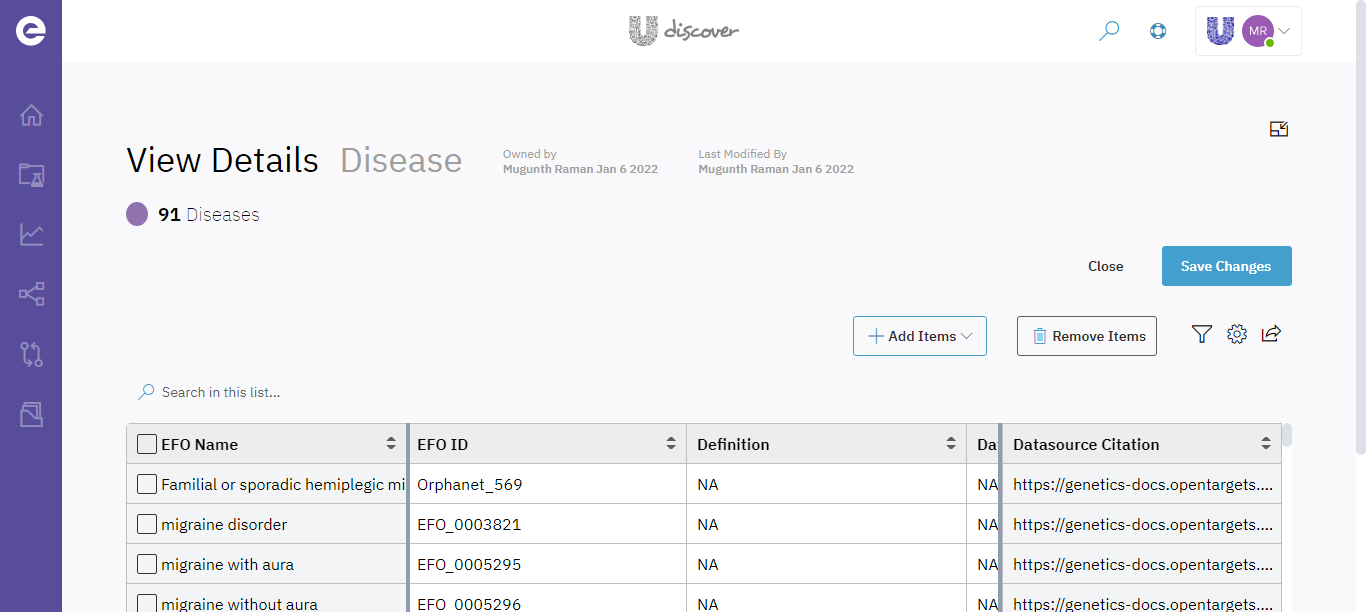 discover
MR
View Details Disease
Owned by
Mugunth Raman Jan 6 2022
Last Modified By
Mugunth Raman Jan 6 2022
91 Diseases
Close
Save Changes
Add Items
Remove Items
Search in this list...
EFO Name EFO ID Definition Da Datasource Citation
Familial or sporadic hemiplegic mi Orphanet_569 NA NA https://genetics-docs.opentargets....
migraine disorder EFO_0003821 NA NA https://genetics-docs.opentargets....
migraine with aura EFO_0005295 NA NA https://genetics-docs.opentargets....
migraine without aura EFO_0005296 NA NA https://genetics-docs.opentargets....